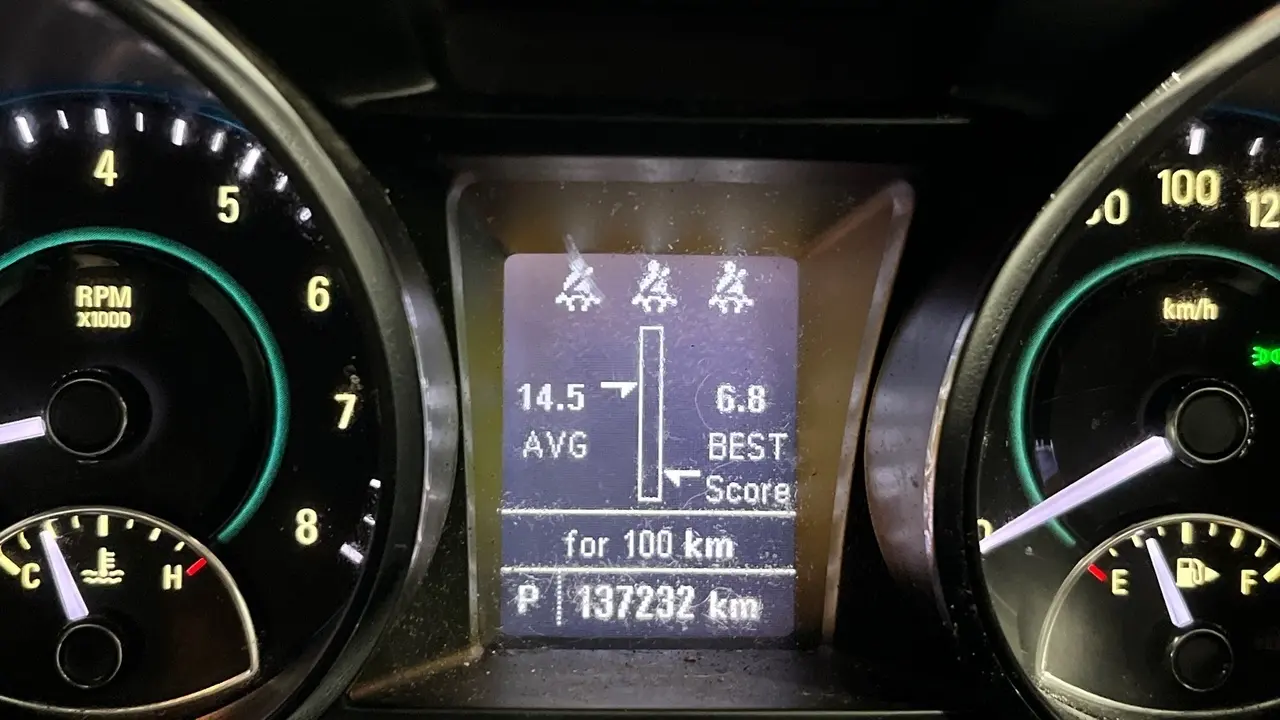 4
5
6
7
8
RPM
X1000
C
H
14.5
AVG
6.8
BEST
Score
for 100 km
P 137232 km
100
km/h
E
F